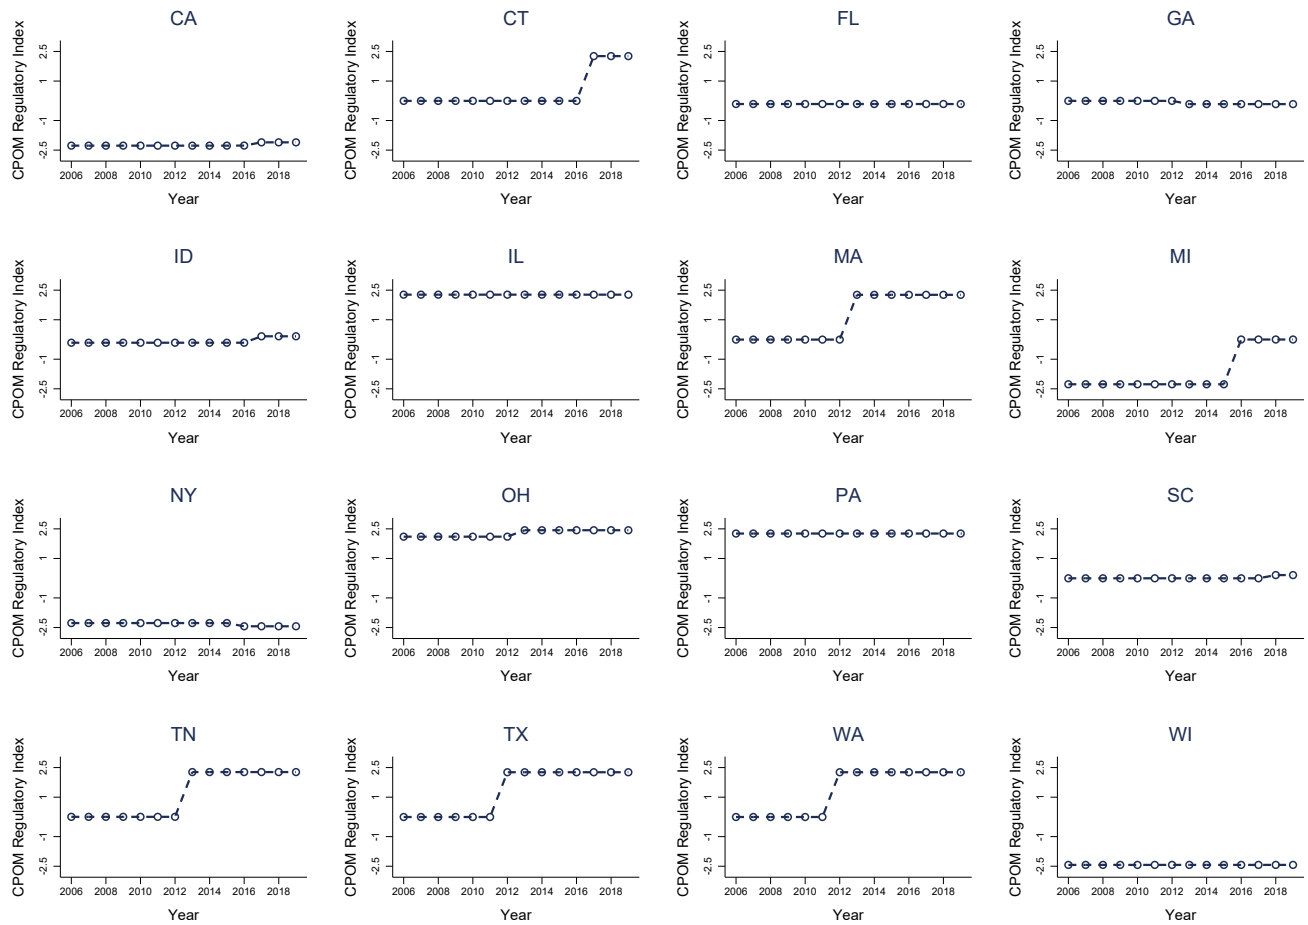 CA CT FL GA
CPOM Regulatory Index CPOM Regulatory Index CPOM Regulatory Index CPOM Regulatory Index
2.5 2.5 2.5 2.5
1 1 1 1
-1 -1 -1 -1
-2.5 -2.5 -2.5 -2.5
2006 2008 2010 2012 2014 2016 2018 2006 2008 2010 2012 2014 2016 2018 2006 2008 2010 2012 2014 2016 2018 2006 2008 2010 2012 2014 2016 2018
Year Year Year Year
ID IL MA MI
CPOM Regulatory Index CPOM Regulatory Index CPOM Regulatory Index CPOM Regulatory Index
2.5 2.5 2.5 2.5
1 1 1 1
-1 -1 -1 -1
-2.5 -2.5 -2.5 -2.5
2006 2008 2010 2012 2014 2016 2018 2006 2008 2010 2012 2014 2016 2018 2006 2008 2010 2012 2014 2016 2018 2006 2008 2010 2012 2014 2016 2018
Year Year Year Year
NY OH PA SC
CPOM Regulatory Index CPOM Regulatory Index CPOM Regulatory Index CPOM Regulatory Index
2.5 2.5 2.5 2.5
1 1 1 1
-1 -1 -1 -1
-2.5 -2.5 -2.5 -2.5
2006 2008 2010 2012 2014 2016 2018 2006 2008 2010 2012 2014 2016 2018 2006 2008 2010 2012 2014 2016 2018 2006 2008 2010 2012 2014 2016 2018
Year Year Year Year
TN TX WA WI
CPOM Regulatory Index CPOM Regulatory Index CPOM Regulatory Index CPOM Regulatory Index
2.5 2.5 2.5 2.5
1 1 1 1
-1 -1 -1 -1
-2.5 -2.5 -2.5 -2.5
2006 2008 2010 2012 2014 2016 2018 2006 2008 2010 2012 2014 2016 2018 2006 2008 2010 2012 2014 2016 2018 2006 2008 2010 2012 2014 2016 2018
Year Year Year Year